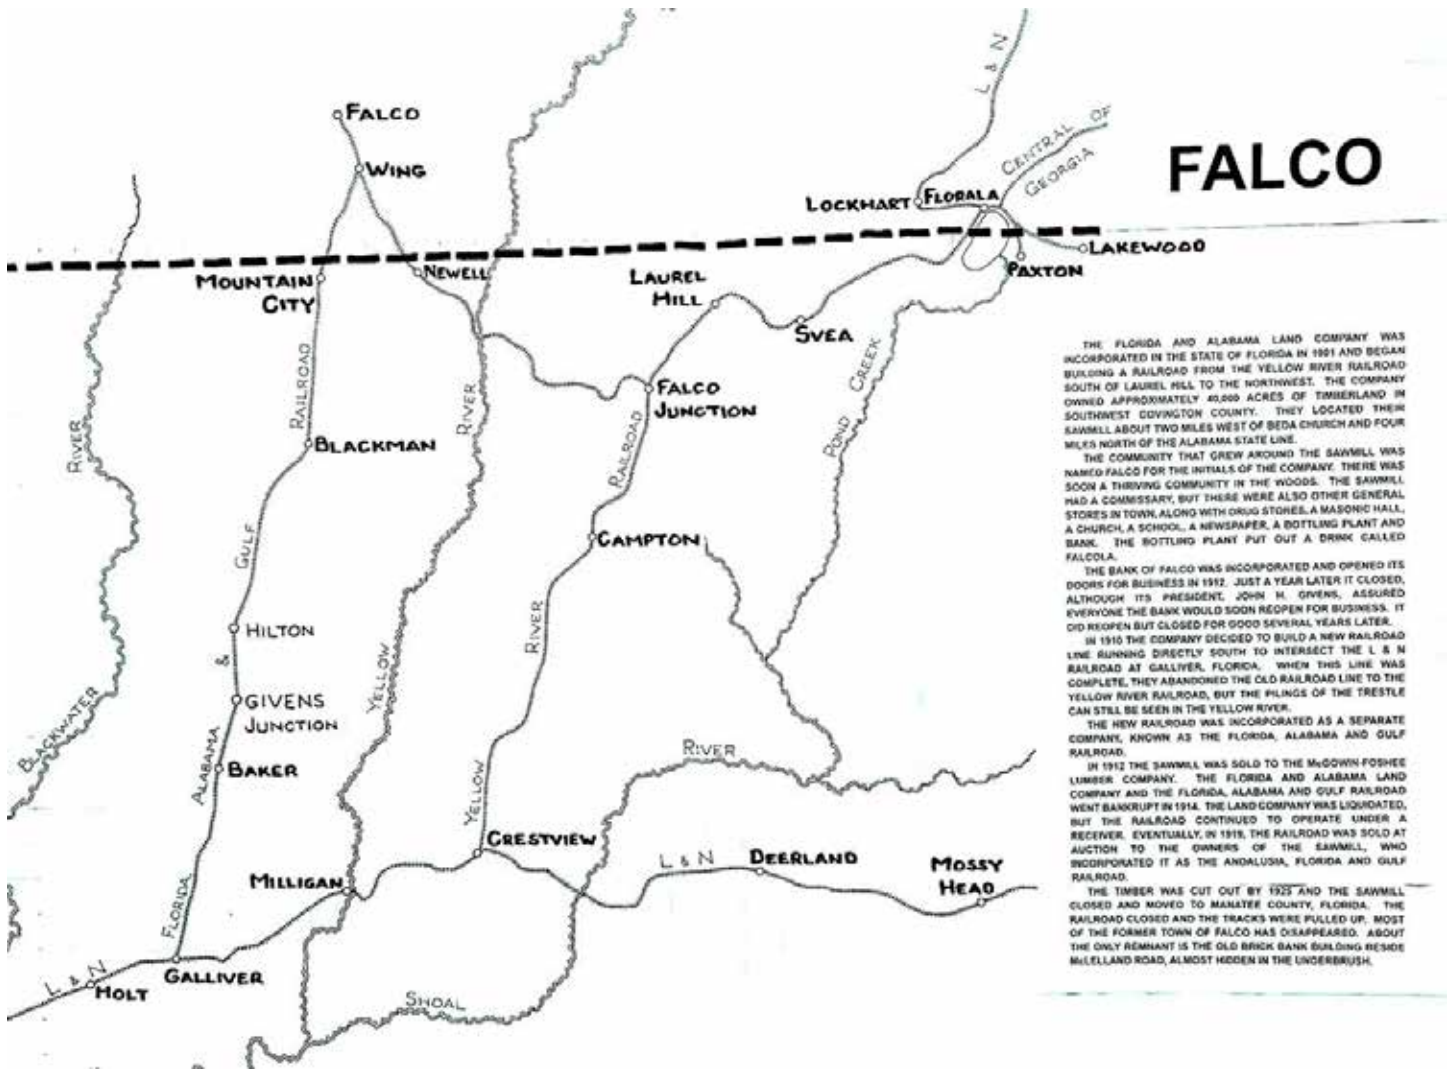 FALCO
WING
L & N
CENTRAL OF
GEORGIA
FALCO
LOCKHART
FLORALA
LAKEWOOD
PAXTON
MOUNTAIN
CITY
NEWELL
LAUREL
HILL
SVEA
RAILROAD
RIVER
RIVER
POND CREEK
FALCO
JUNCTION
RAILROAD
BLACKMAN
GULF
CAMPTON
HILTON
&
RIVER
YELLOW
GIVENS
JUNCTION
BLACKWATER
ALABAMA
BAKER
RIVER
YELLOW
CRESTVIEW
L & N
DEERLAND
MOSSY
HEAD
MILLIGAN
FLORIDA
L & N
GALLIVER
HOLT
SHOAL
THE FLORIDA AND ALABAMA LAND COMPANY WAS
INCORPORATED IN THE STATE OF FLORIDA IN 1901 AND BEGAN
BUILDING A RAILROAD FROM THE YELLOW RIVER RAILROAD
SOUTH OF LAUREL HILL TO THE NORTHWEST. THE COMPANY
OWNED APPROXIMATELY 40,000 ACRES OF TIMBERLAND IN
SOUTHWEST COVINGTON COUNTY. THEY LOCATED THEIR
SAWMILL ABOUT TWO MILES WEST OF BEDA CHURCH AND FOUR
MILES NORTH OF THE ALABAMA STATE LINE.
THE COMMUNITY THAT GREW AROUND THE SAWMILL WAS
NAMED FALCO FOR THE INITIALS OF THE COMPANY. THERE WAS
SOON A THRIVING COMMUNITY IN THE WOODS. THE SAWMILL
HAD A COMMISSARY, BUT THERE WERE ALSO OTHER GENERAL
STORES IN TOWN, ALONG WITH DRUG STORES, A MASONIC HALL,
A CHURCH, A SCHOOL, A NEWSPAPER, A BOTTLING PLANT AND
BANK. THE BOTTLING PLANT PUT OUT A DRINK CALLED
FALCOLA.
THE BANK OF FALCO WAS INCORPORATED AND OPENED ITS
DOORS FOR BUSINESS IN 1912. JUST A YEAR LATER IT CLOSED,
ALTHOUGH ITS PRESIDENT, JOHN H. GIVENS, ASSURED
EVERYONE THE BANK WOULD SOON REOPEN FOR BUSINESS. IT
DID REOPEN BUT CLOSED FOR GOOD SEVERAL YEARS LATER.
IN 1910 THE COMPANY DECIDED TO BUILD A NEW RAILROAD
LINE RUNNING DIRECTLY SOUTH TO INTERSECT THE L & N
RAILROAD AT GALLIVER, FLORIDA. WHEN THIS LINE WAS
COMPLETE, THEY ABANDONED THE OLD RAILROAD LINE TO THE
YELLOW RIVER RAILROAD, BUT THE PILINGS OF THE TRESTLE
CAN STILL BE SEEN IN THE YELLOW RIVER.
THE NEW RAILROAD WAS INCORPORATED AS A SEPARATE
COMPANY, KNOWN AS THE FLORIDA, ALABAMA AND GULF
RAILROAD.
IN 1912 THE SAWMILL WAS SOLD TO THE McGOWIN-FOSHEE
LUMBER COMPANY. THE FLORIDA AND ALABAMA LAND
COMPANY AND THE FLORIDA, ALABAMA AND GULF RAILROAD
WENT BANKRUPT IN 1914. THE LAND COMPANY WAS LIQUIDATED,
BUT THE RAILROAD CONTINUED TO OPERATE UNDER A
RECEIVER. EVENTUALLY, IN 1919, THE RAILROAD WAS SOLD AT
AUCTION TO THE OWNERS OF THE SAWMILL, WHO
INCORPORATED IT AS THE ANDALUSIA, FLORIDA AND GULF
RAILROAD.
THE TIMBER WAS CUT OUT BY 1925 AND THE SAWMILL
CLOSED AND MOVED TO MANATEE COUNTY, FLORIDA. THE
RAILROAD CLOSED AND THE TRACKS WERE PULLED UP. MOST
OF THE FORMER TOWN OF FALCO HAS DISAPPEARED. ABOUT
THE ONLY REMNANT IS THE OLD BRICK BANK BUILDING BESIDE
McLELLAND ROAD, ALMOST HIDDEN IN THE UNDERBRUSH.